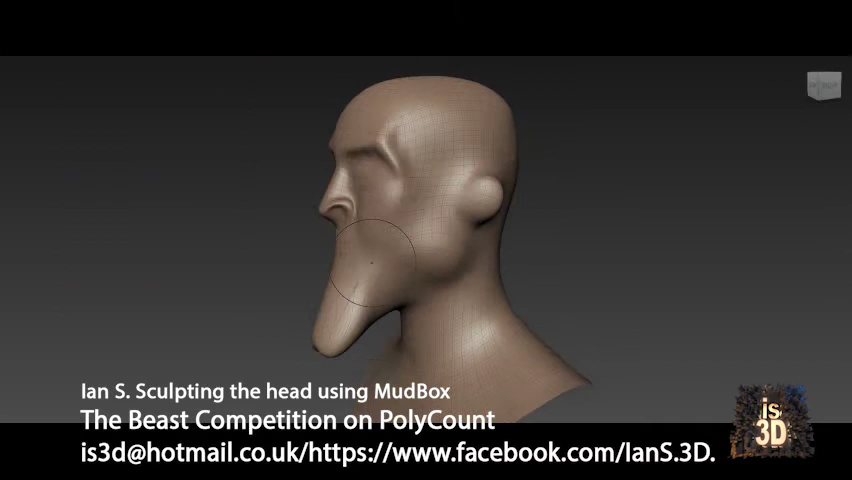 Ian S. Sculpting the head using MudBox
The Beast Competition on PolyCount
is3d@hotmail.co.uk/https://www.facebook.com/IanS.3D.
is
3D